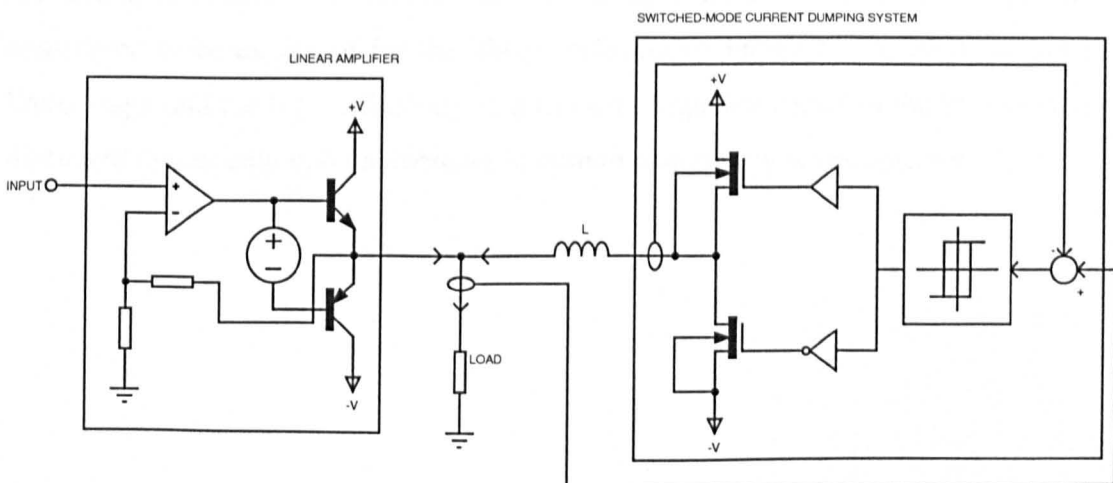 SWITCHED-MODE CURRENT DUMPING SYSTEM
LINEAR AMPLIFIER
+V
+V
INPUT
+
-
+
-
L
-
+
LOAD
-V
-V